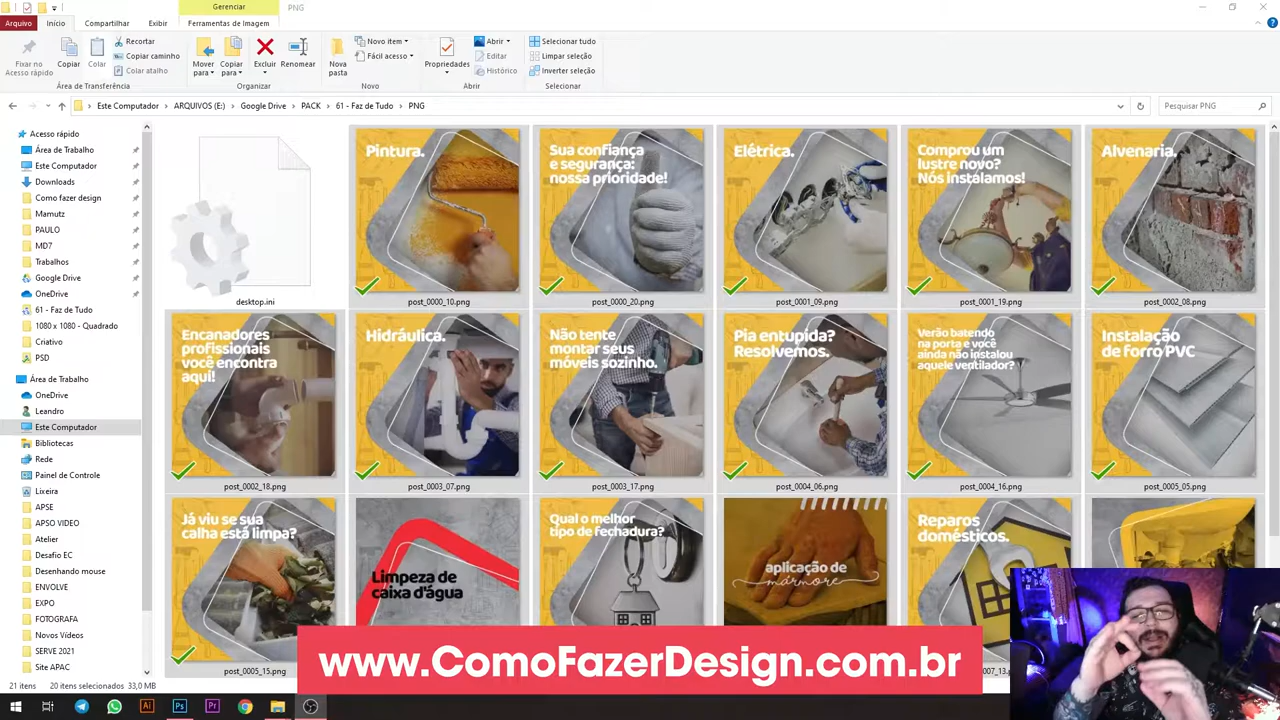 Gerenciar
PNG
Arquivo
Início
Compartilhar
Exibir
Ferramentas de Imagem
Fixar no
Acesso rápido
Copiar
Colar
Recortar
Copiar caminho
Colar atalho
Área de Transferência
Mover
para
Copiar
para
Excluir
Renomear
Organizar
Nova
pasta
Novo item
Fácil acesso
Novo
Propriedades
Abrir
Editar
Histórico
Abrir
Selecionar tudo
Limpar seleção
Inverter seleção
Selecionar
Este Computador
ARQUIVOS (E:)
Google Drive
PACK
61 - Faz de Tudo
PNG
Pesquisar PNG
Acesso rápido
Área de Trabalho
Este Computador
Downloads
Como fazer design
Mamutz
PAULO
MD7
Trabalhos
Google Drive
OneDrive
61 - Faz de Tudo
1080 x 1080 - Quadrado
Criativo
PSD
Área de Trabalho
OneDrive
Leandro
Este Computador
Bibliotecas
Rede
Painel de Controle
Lixeira
APSE
APSO VIDEO
Atelier
Desafio EC
Desenhando mouse
ENVOLVE
EXPO
FOTOGRAFA
Novos Vídeos
SERVE 2021
Site APAC
desktop.ini
Pintura.
post_0000_10.png
Sua confiança
e segurança:
nossa prioridade!
post_0000_20.png
Elétrica.
post_0001_09.png
Comprou um
lustre novo?
Nós instalamos!
post_0001_19.png
Alvenaria.
post_0002_08.png
Encanadores
profissionais
você encontra
aqui!
post_0002_18.png
Hidráulica.
post_0003_07.png
Não tente
montar seus
móveis sozinho.
post_0003_17.png
Pia entupida?
Resolvemos.
post_0004_06.png
Verão batendo
na porta e você
ainda não instalou
aquele ventilador?
post_0004_16.png
Instalação
de forro PVC
post_0005_05.png
Já viu se sua
calha está limpa?
post_0005_15.png
Limpeza de
caixa d'água
Qual o melhor
tipo de fechadura?
aplicação de
mármore
Reparos
domésticos.
www.ComoFazerDesign.com.br
21 itens
20 itens selecionados
33,0 MB
Ai
Ps
Pr